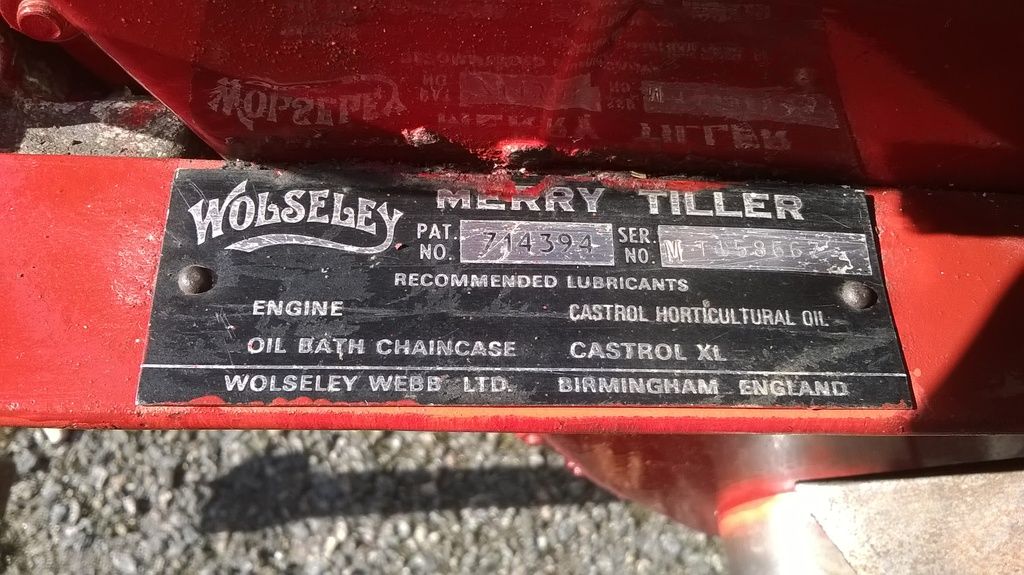 WOLSELEY
MERRY TILLER
PAT. NO. 714394 SER. NO.
RECOMMENDED LUBRICANTS
ENGINE CASTROL HORTICULTURAL OIL
OIL BATH CHAINCASE CASTROL XL
WOLSELEY WEBB LTD. BIRMINGHAM ENGLAND